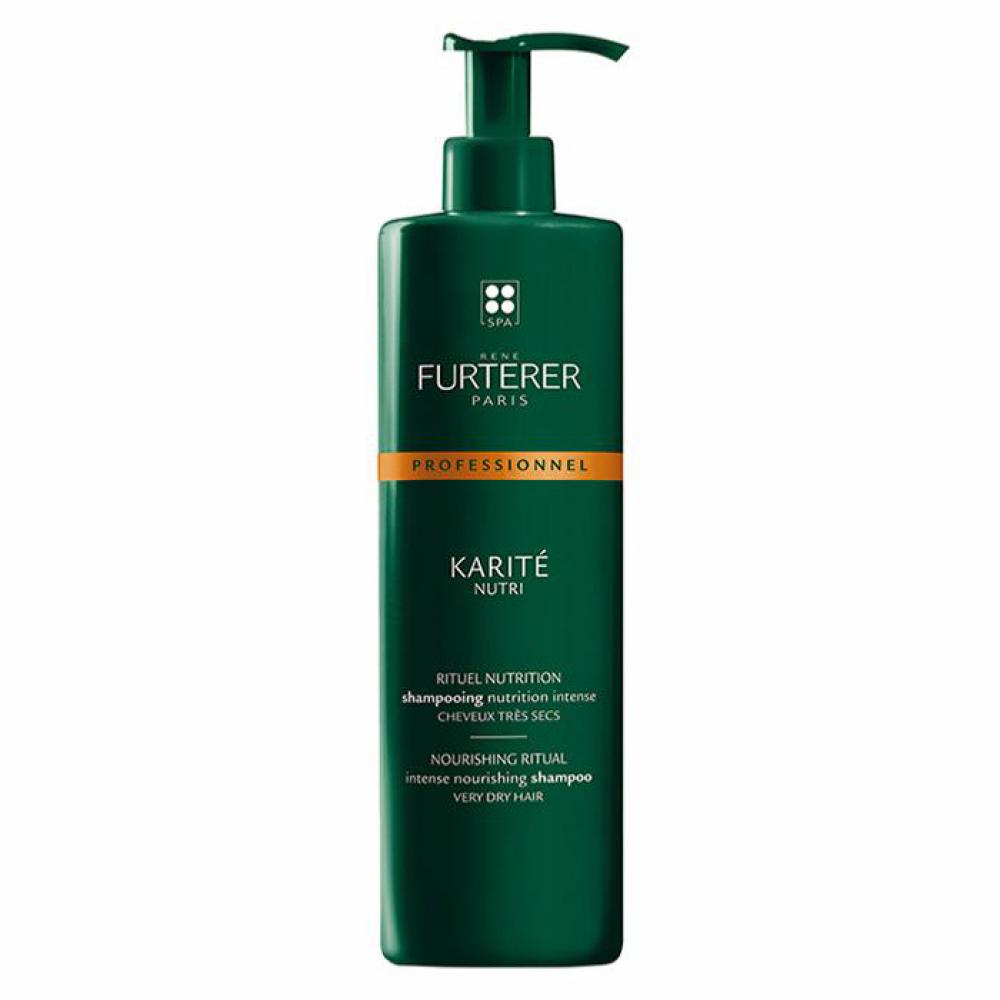 SPA
RENE
FURTERER
PARIS
PROFESSIONNEL
KARITÉ
NUTRI
RITUEL NUTRITION
shampooing nutrition intense
CHEVEUX TRÈS SECS
NOURISHING RITUAL
intense nourishing shampoo
VERY DRY HAIR